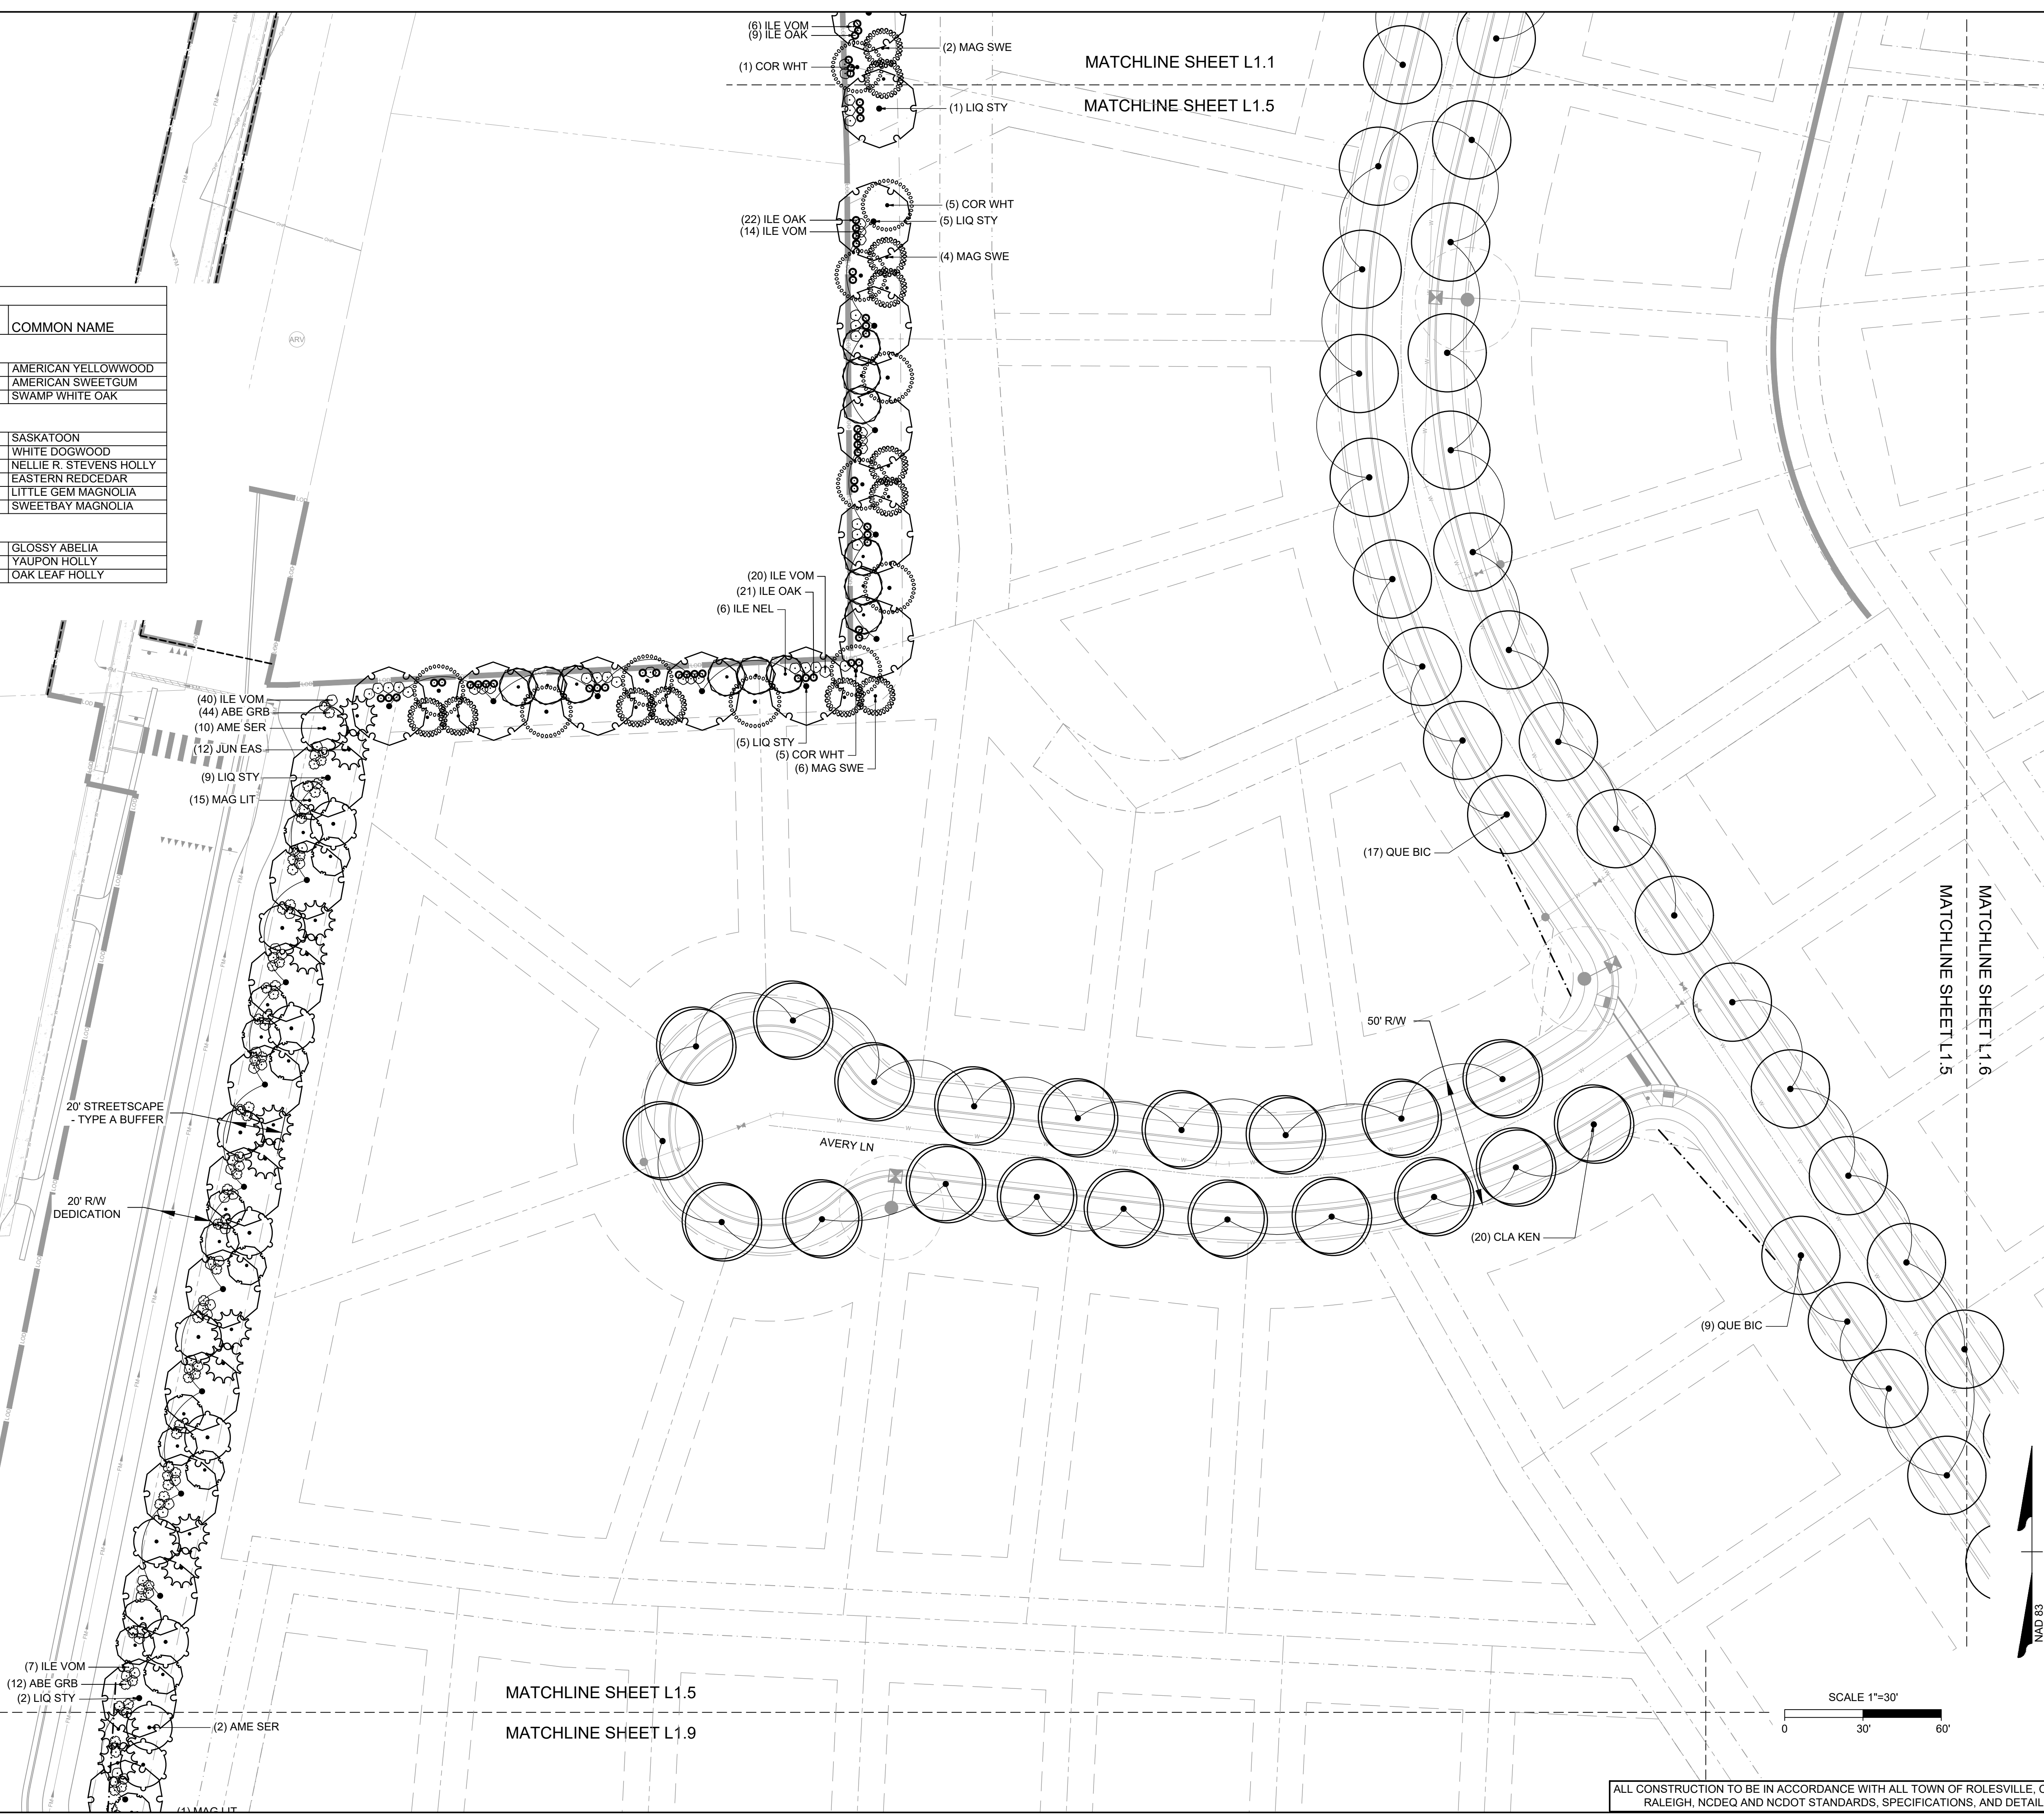 (6) ILE VOM
(9) ILE OAK
(2) MAG SWE
(1) COR WHT
MATCHLINE SHEET L1.1
MATCHLINE SHEET L1.5
(1) LIQ STY
(5) COR WHT
(22) ILE OAK
(5) LIQ STY
(14) ILE VOM
(4) MAG SWE
COMMON NAME
AMERICAN YELLOWWOOD
AMERICAN SWEETGUM
SWAMP WHITE OAK
SASKATOON
WHITE DOGWOOD
NELLIE R. STEVENS HOLLY
EASTERN REDCEDAR
LITTLE GEM MAGNOLIA
SWEETBAY MAGNOLIA
GLOSSY ABELIA
YAUPON HOLLY
OAK LEAF HOLLY
ARV
LOD
(20) ILE VOM
(21) ILE OAK
(6) ILE NEL
(40) ILE VOM
(44) ABE GRB
(10) AME SER
(12) JUN EAS
(9) LIQ STY
(15) MAG LIT
(5) LIQ STY
(5) COR WHT
(6) MAG SWE
(17) QUE BIC
MATCHLINE SHEET L1.5
MATCHLINE SHEET L1.6
50' R/W
20' STREETSCAPE
- TYPE A BUFFER
AVERY LN
20' R/W
DEDICATION
(20) CLA KEN
(9) QUE BIC
(7) ILE VOM
(12) ABE GRB
(2) LIQ STY
(2) AME SER
MATCHLINE SHEET L1.5
MATCHLINE SHEET L1.9
NAD 83
SCALE 1"=30'
0 30' 60'
(1) MAG LIT
ALL CONSTRUCTION TO BE IN ACCORDANCE WITH ALL TOWN OF ROLESVILLE, C
RALEIGH, NCDEQ AND NCDOT STANDARDS, SPECIFICATIONS, AND DETAIL